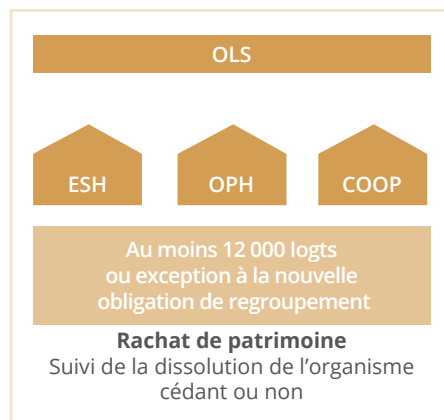 OLS
ESH
OPH
COOP
Au moins 12 000 logts
ou exception à la nouvelle
obligation de regroupement
Rachat de patrimoine
Suivi de la dissolution de l’organisme
cédant ou non